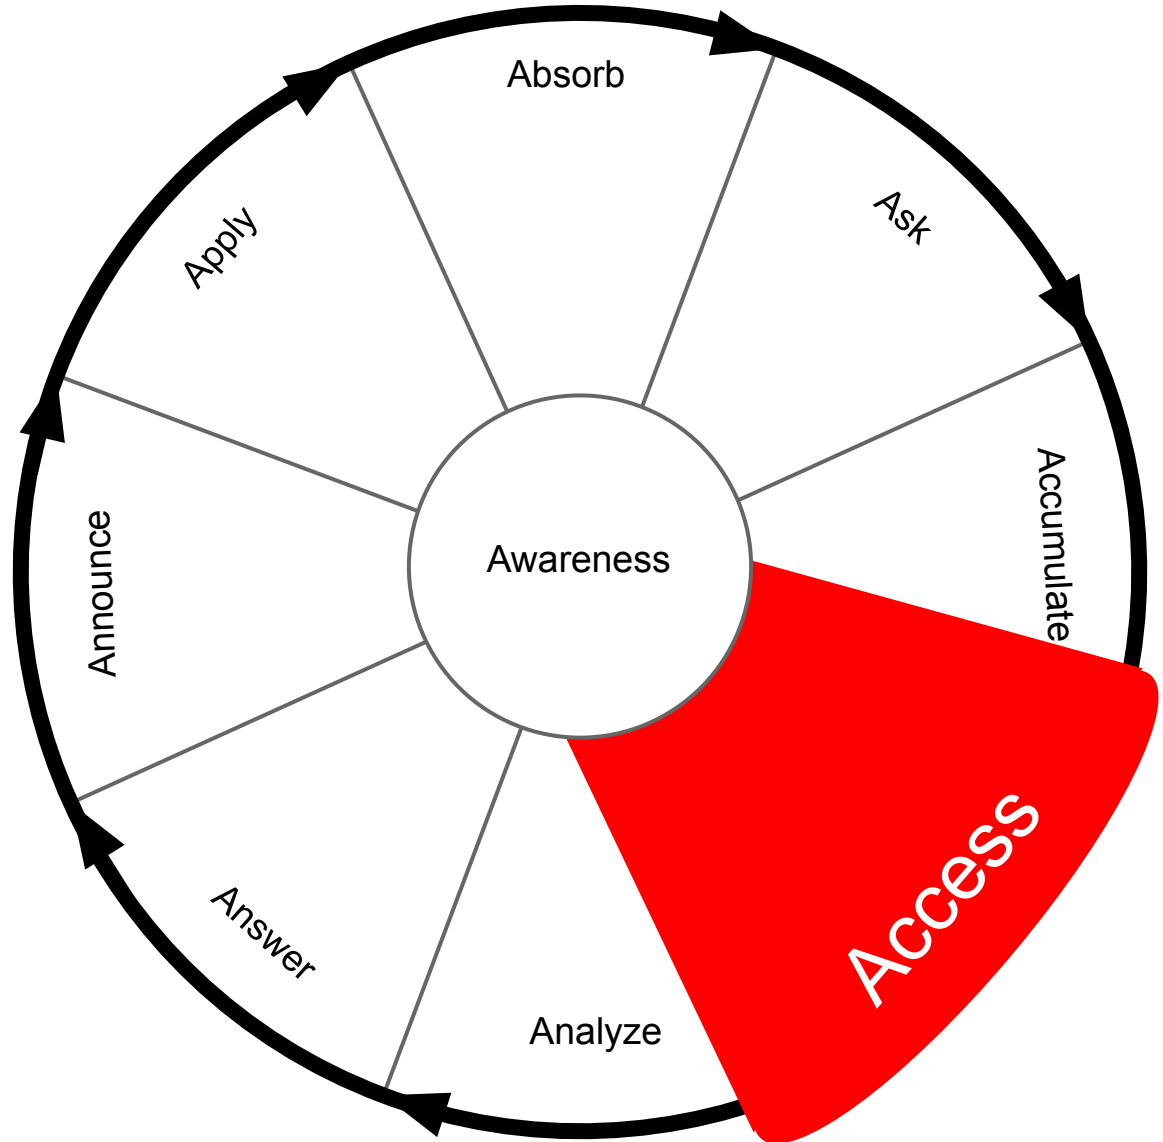 Absorb
Ask
Accumulate
Access
Analyze
Answer
Announce
Apply
Awareness